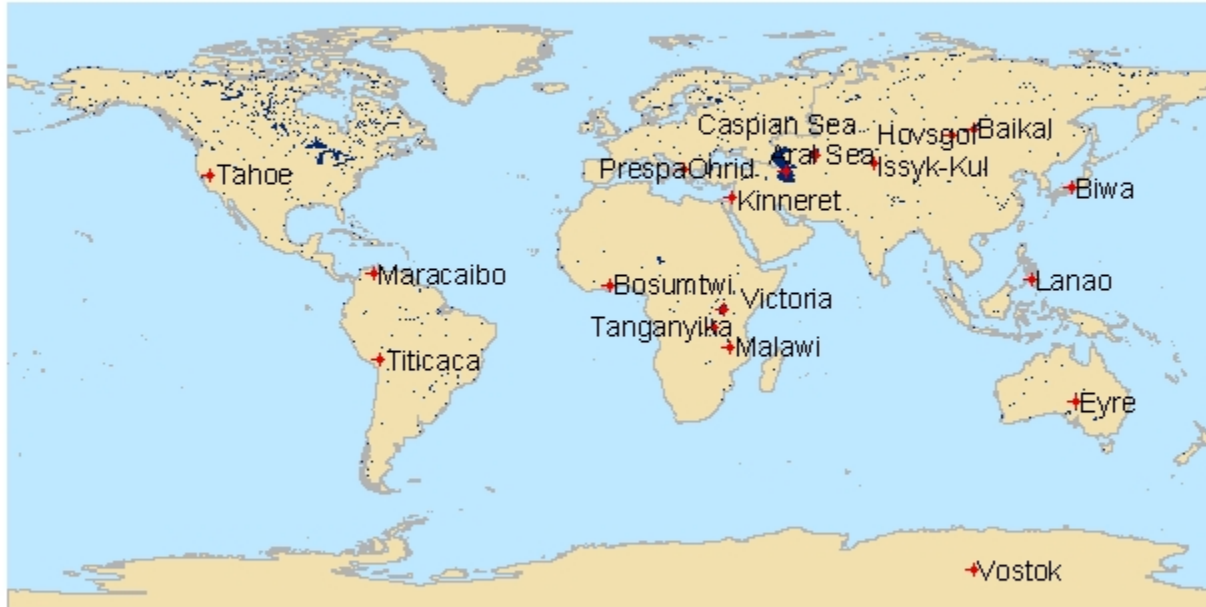 Caspian Sea
Hovsgol
Baikal
Aral Sea
Tahoe
Prespa
Ohrid
Issyk-Kul
Kinneret
Biwa
Maracaibo
Bosumtwi
Lanao
Victoria
Tanganyika
Malawi
Titicaca
Eyre
Vostok